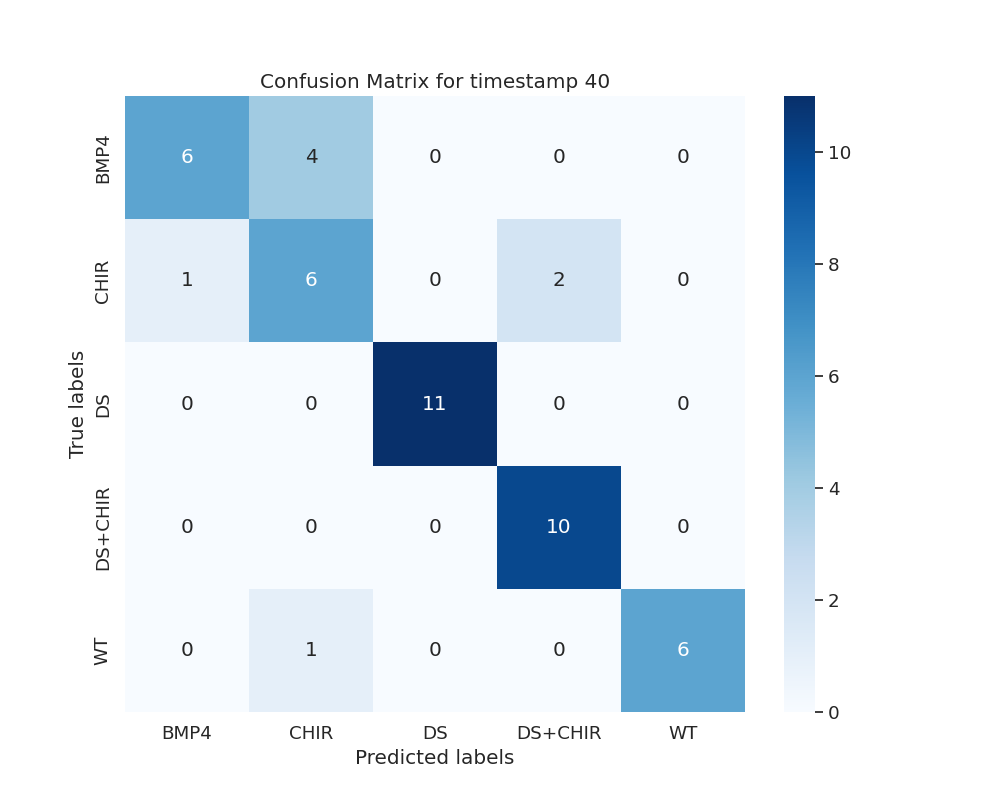 Confusion Matrix for timestamp 40
BMP4 6 4 0 0 0
CHIR 1 6 0 2 0
DS 0 0 11 0 0
DS+CHIR 0 0 0 10 0
WT 0 1 0 0 6
BMP4 CHIR DS DS+CHIR WT
Predicted labels
True labels
10
8
6
4
2
0